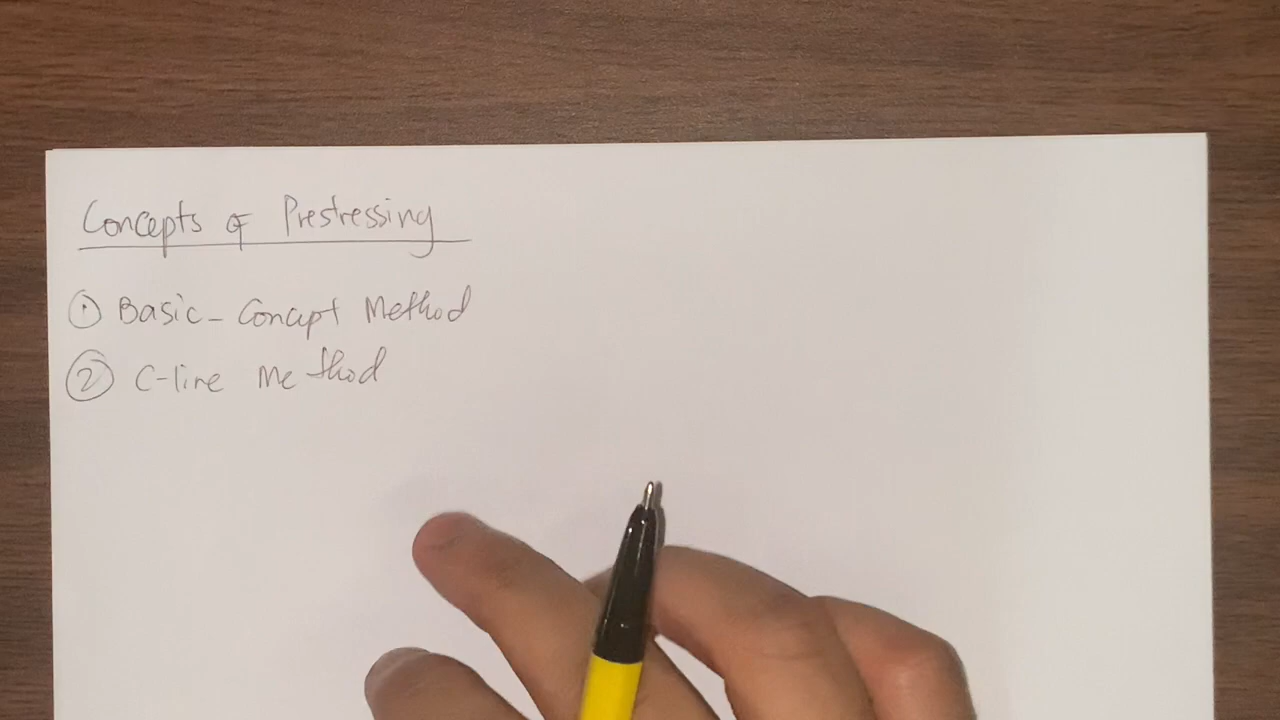 Concepts of Prestressing
① Basic-Concept Method
② C-line Method